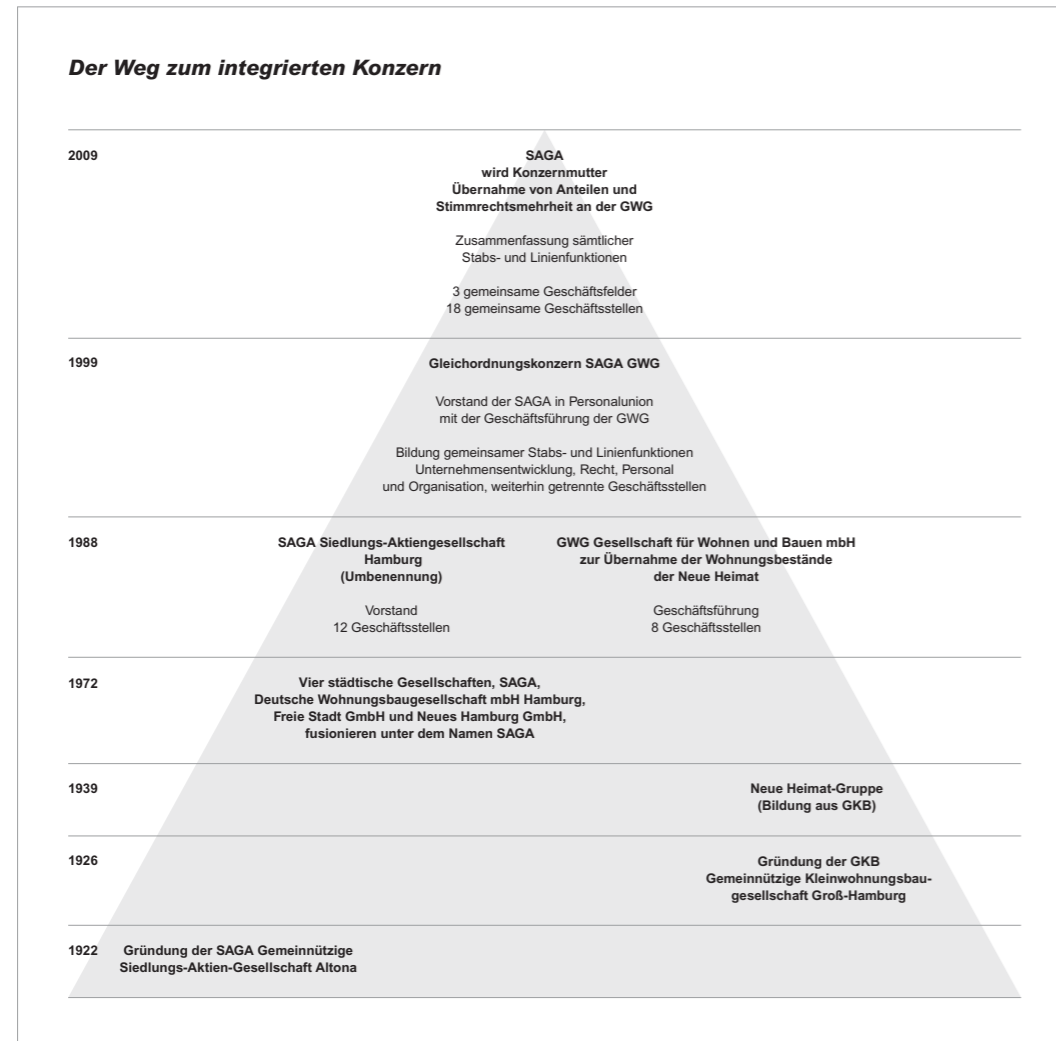 Der Weg zum integrierten Konzern
2009
SAGA
wird Konzernmutter
Übernahme von Anteilen und
Stimmrechtsmehrheit an der GWG
Zusammenfassung sämtlicher
Stabs- und Linienfunktionen
3 gemeinsame Geschäftsfelder
18 gemeinsame Geschäftsstellen
1999
Gleichordnungskonzern SAGA GWG
Vorstand der SAGA in Personalunion
mit der Geschäftsführung der GWG
Bildung gemeinsamer Stabs- und Linienfunktionen
Unternehmensentwicklung, Recht, Personal
und Organisation, weiterhin getrennte Geschäftsstellen
1988
SAGA Siedlungs-Aktiengesellschaft
Hamburg
(Umbenennung)
Vorstand
12 Geschäftsstellen
GWG Gesellschaft für Wohnen und Bauen mbH
zur Übernahme der Wohnungsbestände
der Neue Heimat
Geschäftsführung
8 Geschäftsstellen
1972
Vier städtische Gesellschaften, SAGA,
Deutsche Wohnungsbaugesellschaft mbH Hamburg,
Freie Stadt GmbH und Neues Hamburg GmbH,
fusionieren unter dem Namen SAGA
1939
Neue Heimat-Gruppe
(Bildung aus GKB)
1926
Gründung der GKB
Gemeinnützige Kleinwohnungsbau-
gesellschaft Groß-Hamburg
1922
Gründung der SAGA Gemeinnützige
Siedlungs-Aktien-Gesellschaft Altona